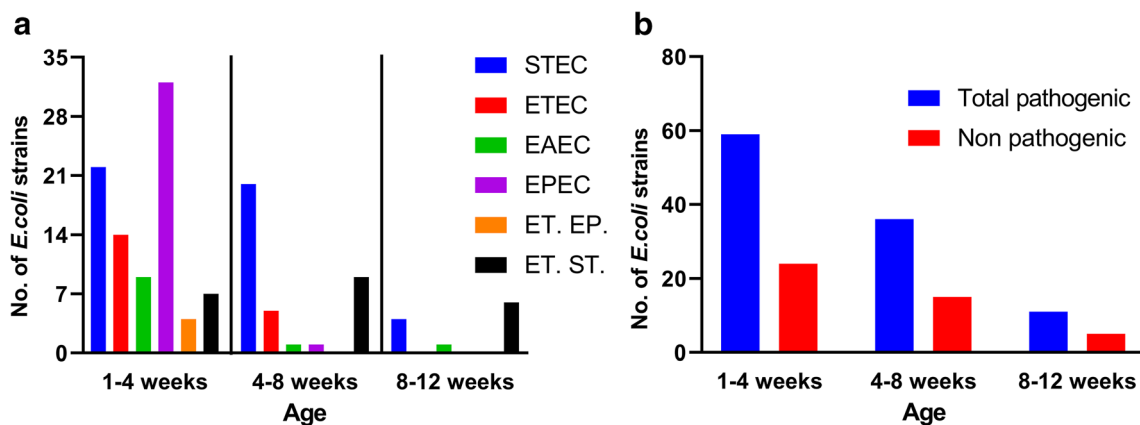 a
No. of E.coli strains
35
28
21
14
7
0
1-4 weeks 4-8 weeks 8-12 weeks
Age
STEC
ETEC
EAEC
EPEC
ET. EP.
ET. ST.
b
No. of E.coli strains
80
60
40
20
0
1-4 weeks 4-8 weeks 8-12 weeks
Age
Total pathogenic
Non pathogenic